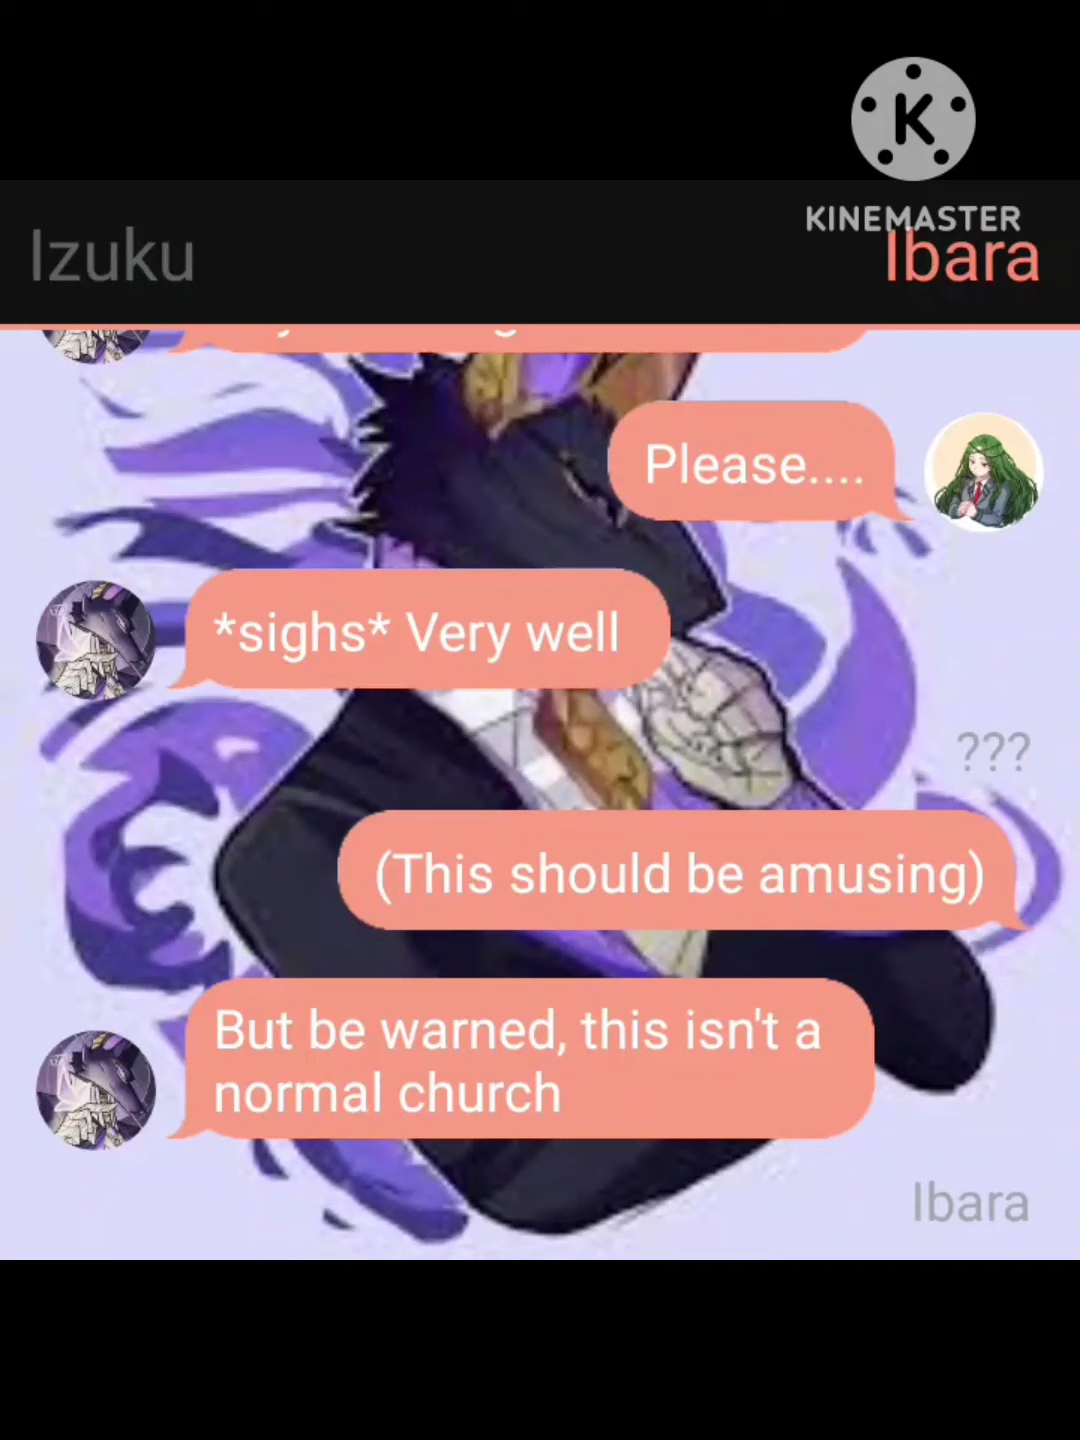 K
KINEMASTER
Izuku
Ibara
Please....
*sighs* Very well
???
(This should be amusing)
But be warned, this isn't a
normal church
Ibara